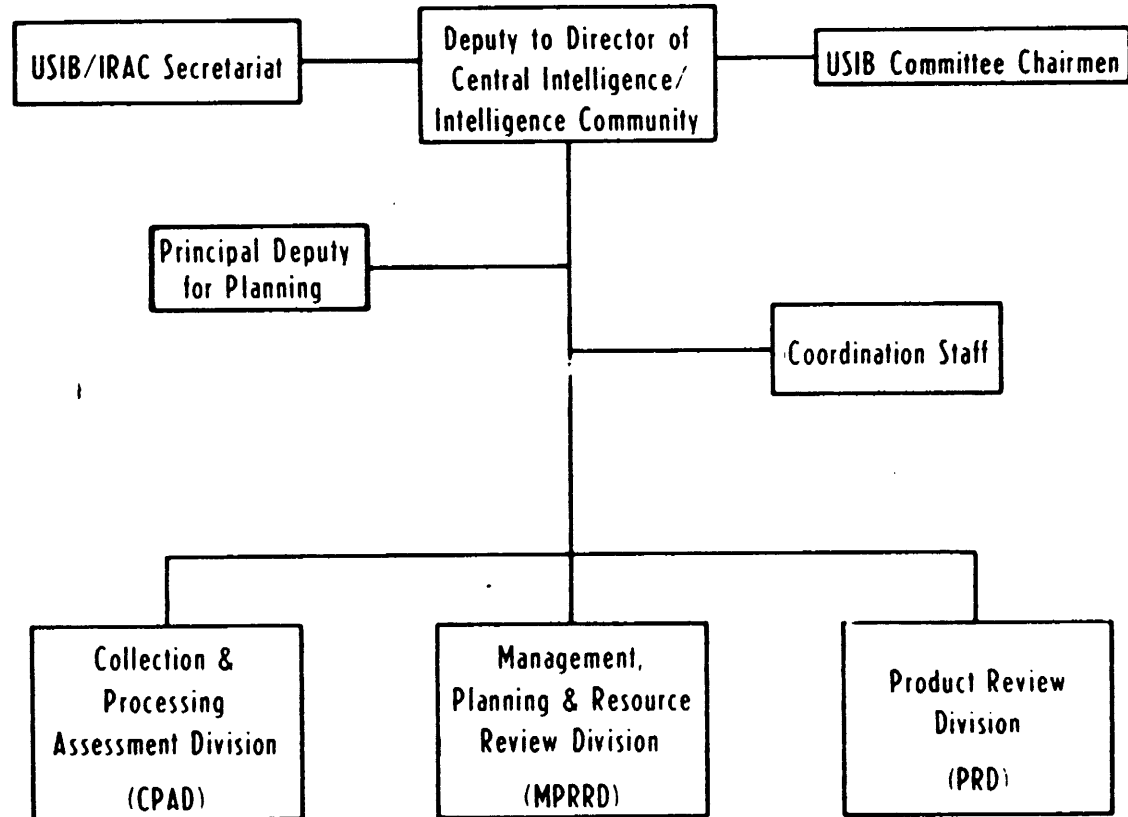 USIB/IRAC Secretariat
Deputy to Director of
Central Intelligence/
Intelligence Community
USIB Committee Chairmen
Principal Deputy
for Planning
Coordination Staff
Collection &
Processing
Assessment Division
(CPAD)
Management,
Planning & Resource
Review Division
(MPRRD)
Product Review
Division
(PRD)